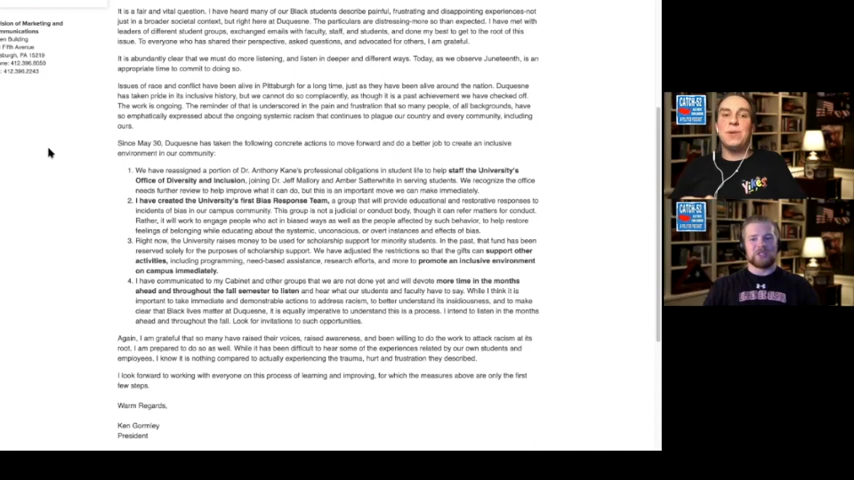 vision of Marketing and
mmunications
en Building
Fifth Avenue
sburgh, PA 15219
ne: 412.396.6050
x: 412.396.2243
It is a fair and vital question. I have heard many of our Black students describe painful, frustrating and disappointing experiences-not
just in a broader societal context, but right here at Duquesne. The particulars are distressing-more so than expected. I have met with
leaders of different student groups, exchanged emails with faculty, staff, and students, and done my best to get to the root of this
issue. To everyone who has shared their perspective, asked questions, and advocated for others, I am grateful.
It is abundantly clear that we must do more listening, and listen in deeper and different ways. Today, as we observe Juneteenth, is an
appropriate time to commit to doing so.
Issues of race and conflict have been alive in Pittsburgh for a long time, just as they have been alive around the nation. Duquesne
has taken pride in its inclusive history, but we cannot do so complacently, as though it is a past achievement we have checked off.
The work is ongoing. The reminder of that is underscored in the pain and frustration that so many people, of all backgrounds, have
so emphatically expressed about the ongoing systemic racism that continues to plague our country and every community, including
ours.
Since May 30, Duquesne has taken the following concrete actions to move forward and do a better job to create an inclusive
environment in our community:
1. We have reassigned a portion of Dr. Anthony Kane's professional obligations in student life to help staff the University's
Office of Diversity and Inclusion, joining Dr. Jeff Mallory and Amber Satterwhite in serving students. We recognize the office
needs further review to help improve what it can do, but this is an important move we can make immediately.
2. I have created the University's first Bias Response Team, a group that will provide educational and restorative responses to
incidents of bias in our campus community. This group is not a judicial or conduct body, though it can refer matters for conduct.
Rather, it will work to engage people who act in biased ways as well as the people affected by such behavior, to help restore
feelings of belonging while educating about the systemic, unconscious, or overt instances and effects of bias.
3. Right now, the University raises money to be used for scholarship support for minority students. In the past, that fund has been
reserved solely for the purposes of scholarship support. We have adjusted the restrictions so that the gifts can support other
activities, including programming, need-based assistance, research efforts, and more to promote an inclusive environment
on campus immediately.
4. I have communicated to my Cabinet and other groups that we are not done yet and will devote more time in the months
ahead and throughout the fall semester to listen and hear what our students and faculty have to say. While I think it is
important to take immediate and demonstrable actions to address racism, to better understand its insidiousness, and to make
clear that Black lives matter at Duquesne, it is equally imperative to understand this is a process. I intend to listen in the months
ahead and throughout the fall. Look for invitations to such opportunities.
Again, I am grateful that so many have raised their voices, raised awareness, and been willing to do the work to attack racism at its
root. I am prepared to do so as well. While it has been difficult to hear some of the experiences related by our own students and
employees, I know it is nothing compared to actually experiencing the trauma, hurt and frustration they described.
I look forward to working with everyone on this process of learning and improving, for which the measures above are only the first
few steps.
Warm Regards,
Ken Gormley
President
CATCH-52
Yikes
CATCH-52